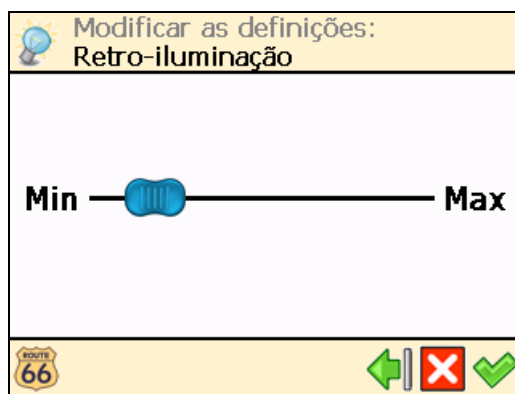 Modificar as definições:
Retro-iluminação
Min Max
ROUTE
66